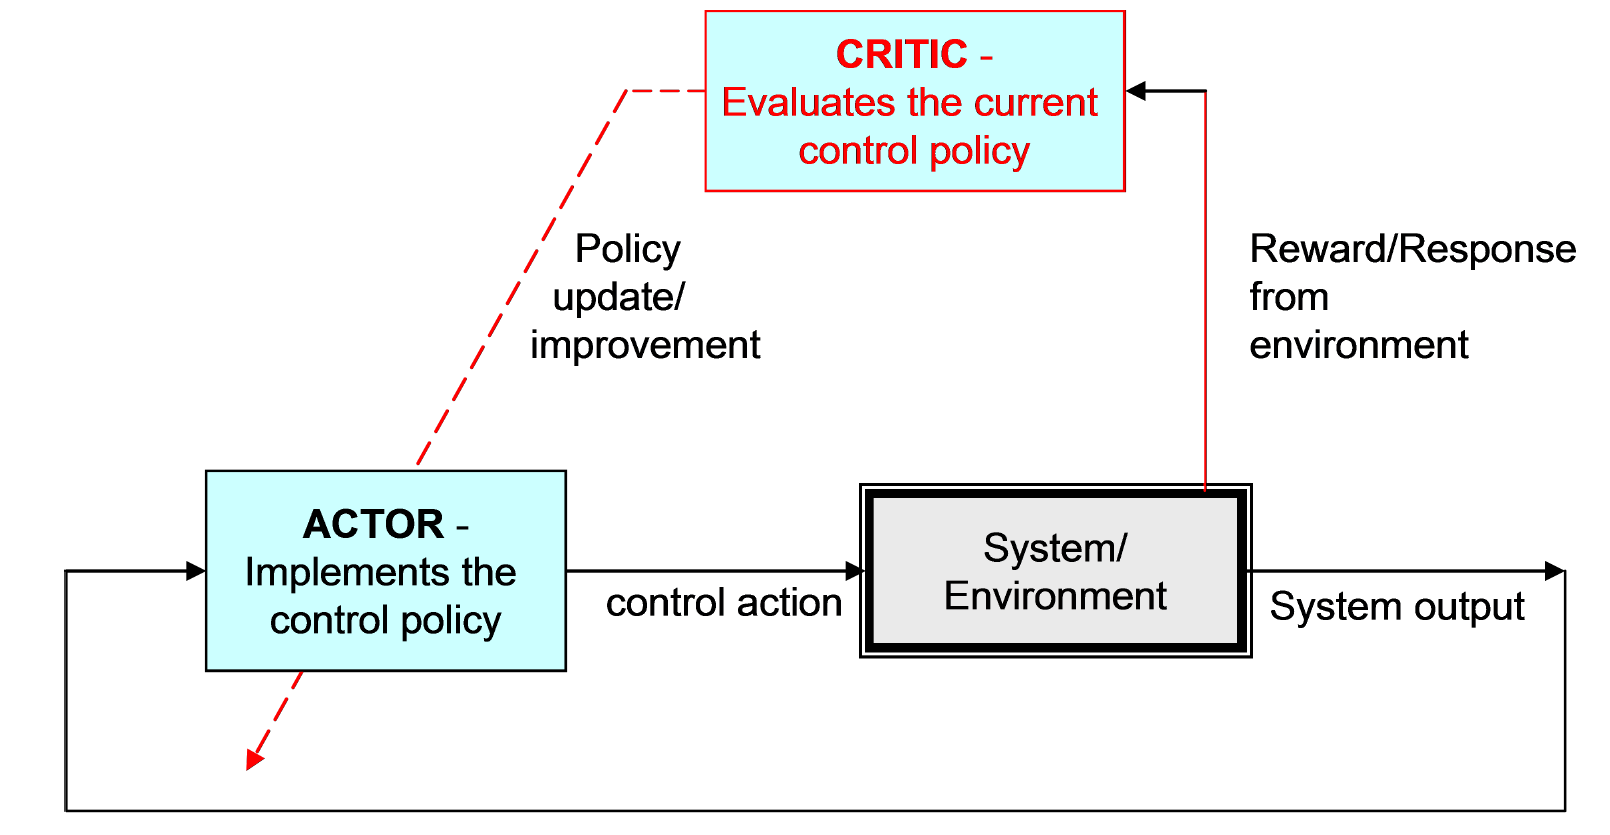 CRITIC -
Evaluates the current
control policy
Policy
update/
improvement
Reward/Response
from
environment
ACTOR -
Implements the
control policy
control action
System/
Environment
System output